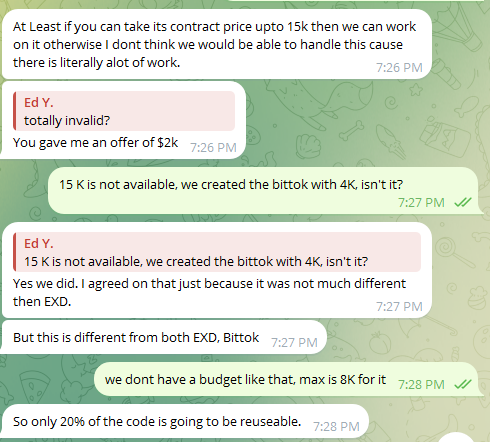 At Least if you can take its contract price upto 15k then we can work
on it otherwise I dont think we would be able to handle this cause
there is literally alot of work.
7:26 PM
Ed Y.
totally invalid?
You gave me an offer of $2k
7:26 PM
15 K is not available, we created the bittok with 4K, isn't it?
7:27 PM
Ed Y.
15 K is not available, we created the bittok with 4K, isn't it?
Yes we did. I agreed on that just because it was not much different
then EXD.
7:27 PM
But this is different from both EXD, Bittok
7:27 PM
we dont have a budget like that, max is 8K for it
7:28 PM
So only 20% of the code is going to be reuseable.
7:28 PM